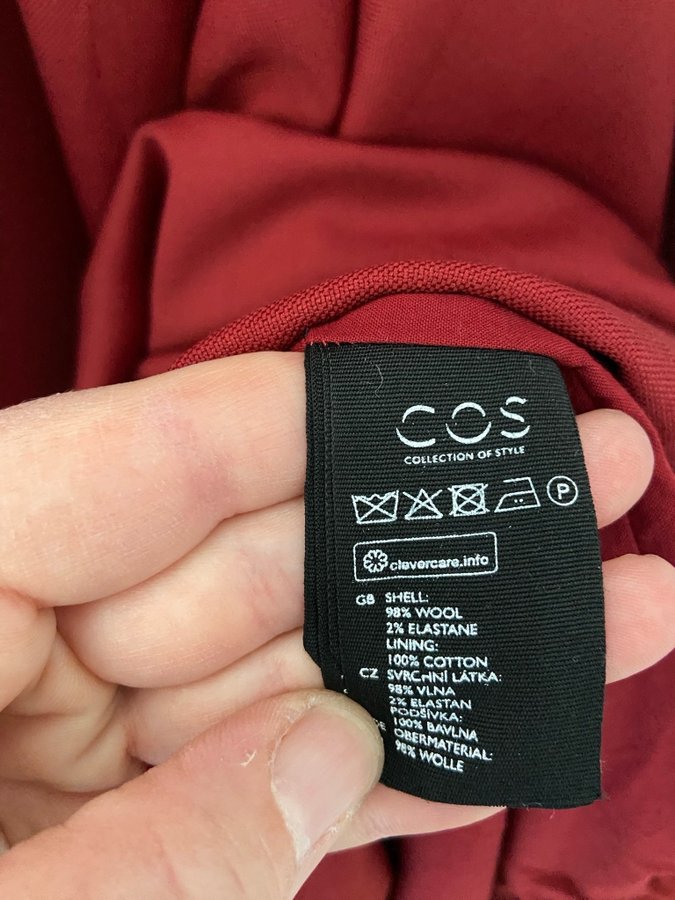 COS
COLLECTION OF STYLE
P
clevercare.info
GB SHELL:
98% WOOL
2% ELASTANE
LINING:
100% COTTON
CZ SVRCHNÍ LÁTKA:
98% VLNA
2% ELASTAN
PODŠÍVKA:
100% BAVLNA
DE OBERMATERIAL:
98% WOLLE